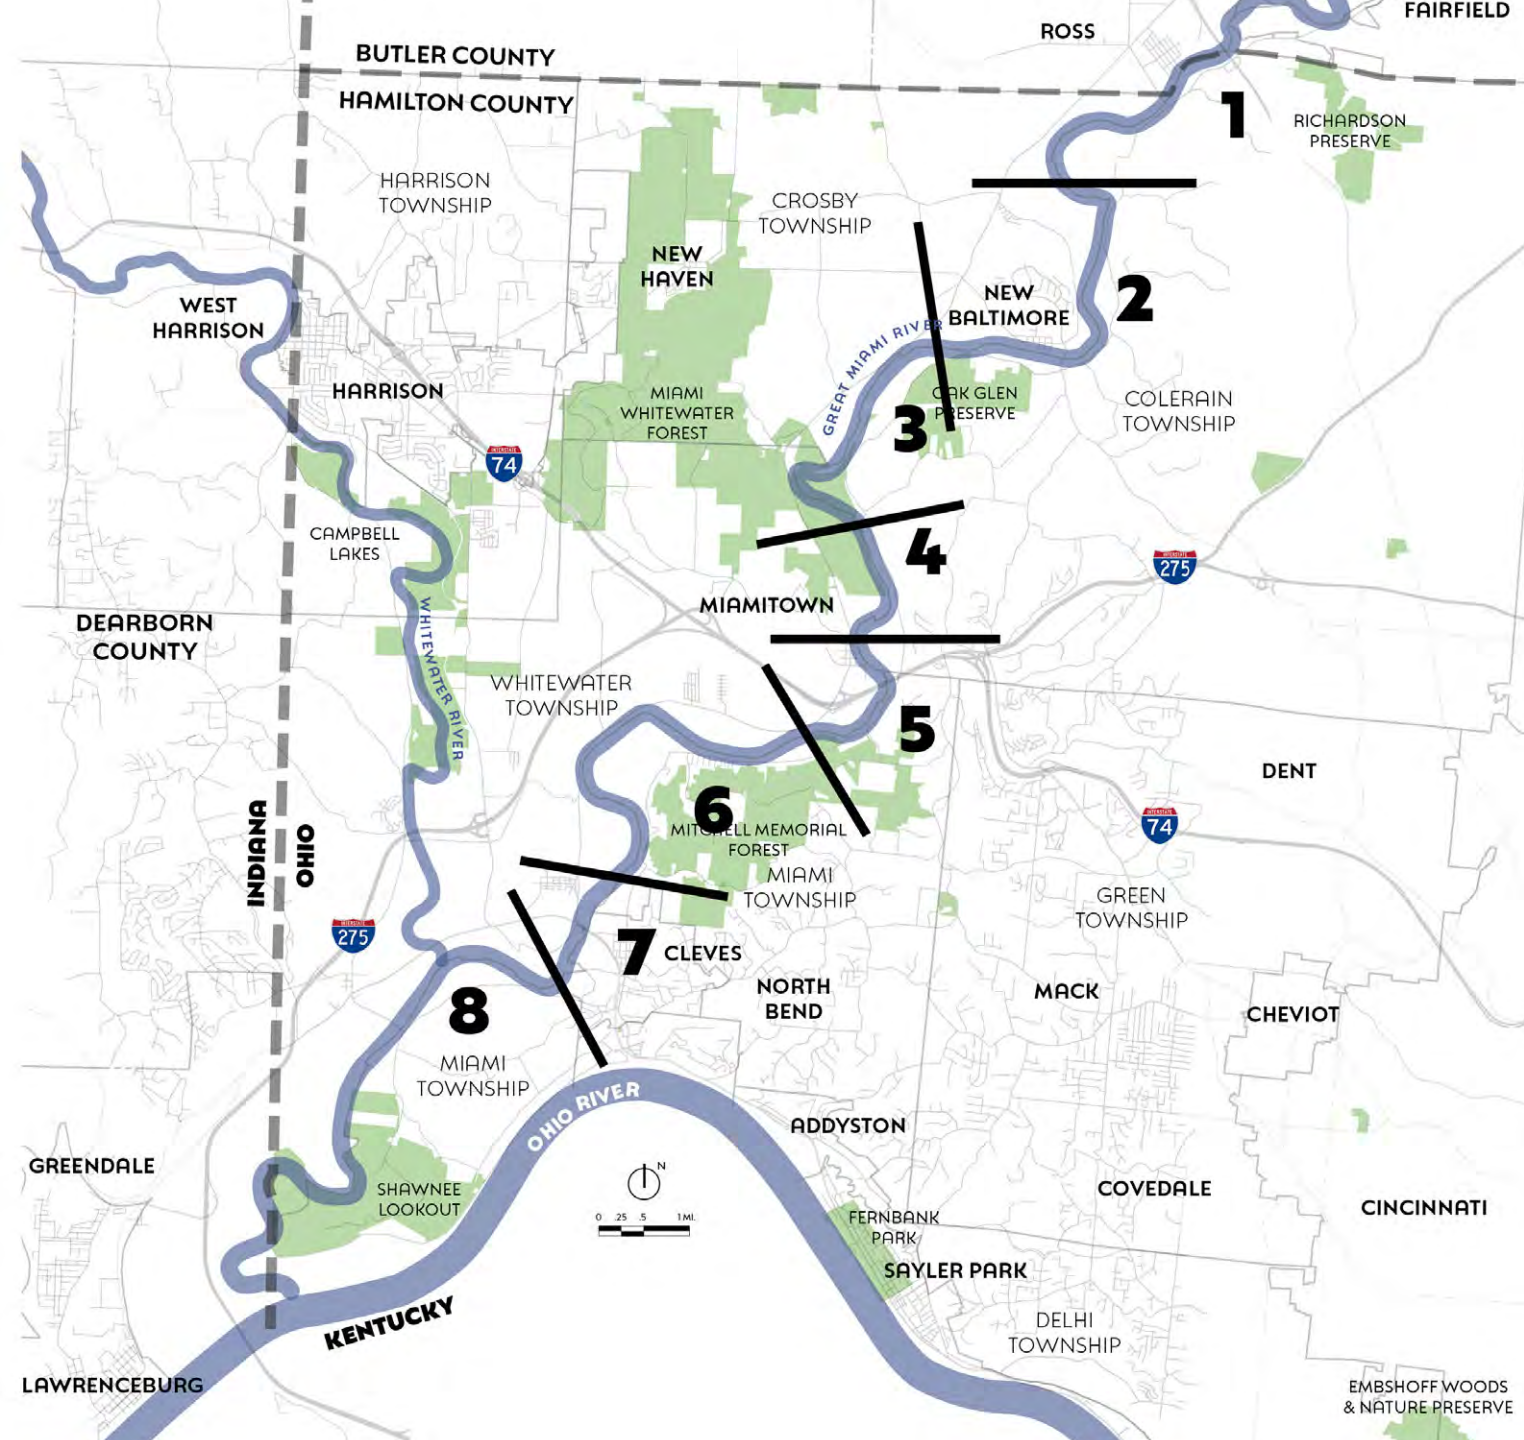 FAIRFIELD
ROSS
BUTLER COUNTY
HAMILTON COUNTY
1
RICHARDSON
PRESERVE
HARRISON
TOWNSHIP
CROSBY
TOWNSHIP
NEW
HAVEN
NEW
BALTIMORE
2
WEST
HARRISON
GREAT MIAMI RIVER
HARRISON
MIAMI
WHITEWATER
FOREST
OAK GLEN
PRESERVE
COLERAIN
TOWNSHIP
3
INTERSTATE
74
CAMPBELL
LAKES
4
INTERSTATE
275
MIAMITOWN
DEARBORN
COUNTY
WHITEWATER RIVER
WHITEWATER
TOWNSHIP
5
DENT
6
MITCHELL MEMORIAL
FOREST
INTERSTATE
74
INDIANA
OHIO
MIAMI
TOWNSHIP
GREEN
TOWNSHIP
INTERSTATE
275
7
CLEVES
NORTH
BEND
MACK
CHEVIOT
8
MIAMI
TOWNSHIP
OHIO RIVER
ADDYSTON
GREENDALE
N
SHAWNEE
LOOKOUT
COVEDALE
CINCINNATI
0 .25 .5 1 MI.
FERNBANK
PARK
SAYLER PARK
KENTUCKY
DELHI
TOWNSHIP
LAWRENCEBURG
EMBSHOFF WOODS
& NATURE PRESERVE